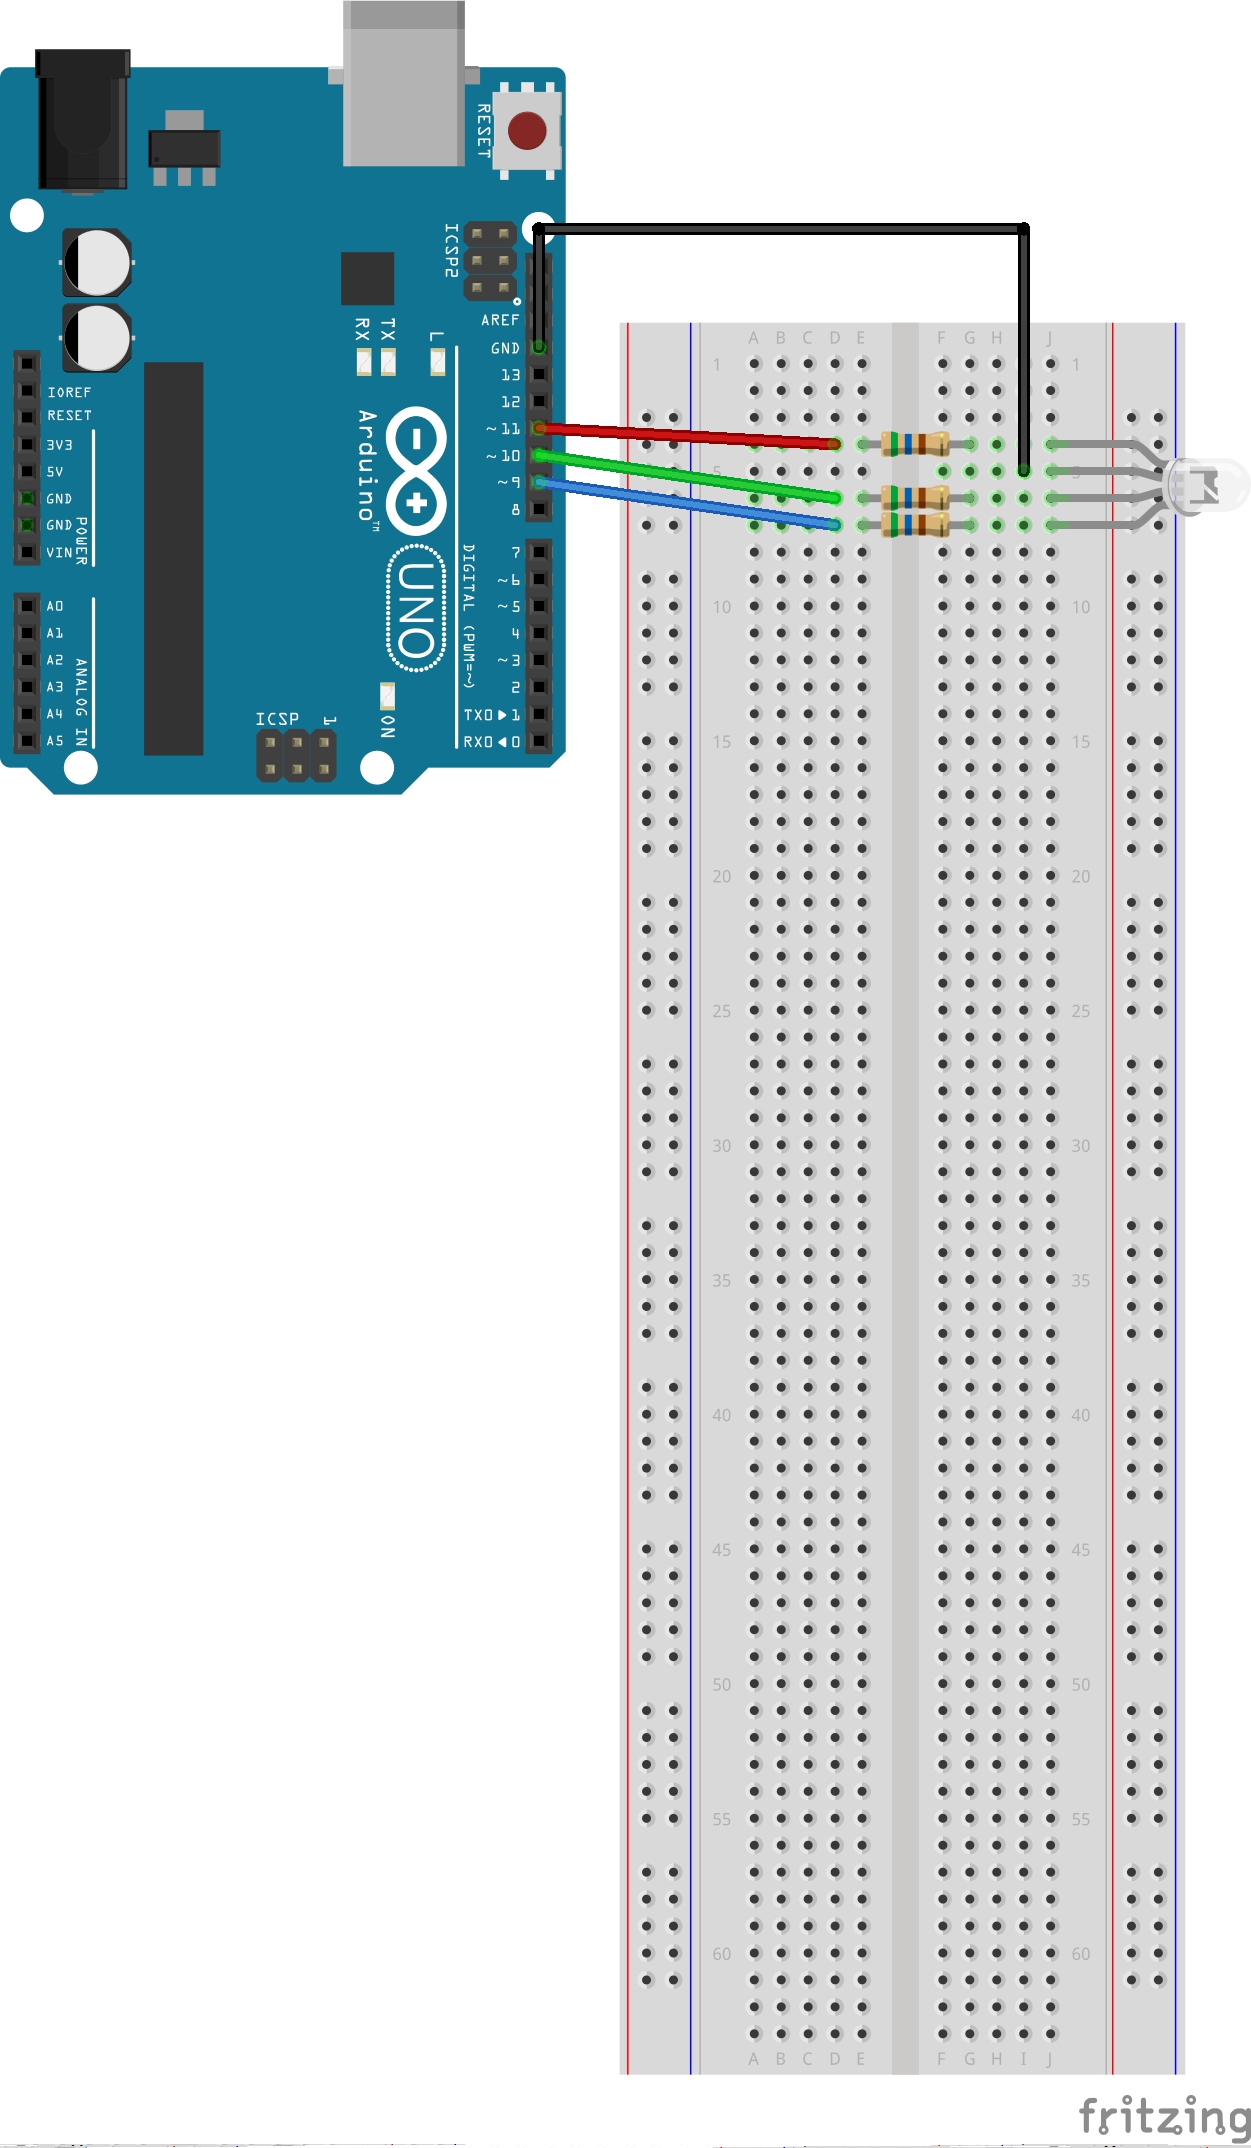 RESET
ICSP2
AREF
GND
13
12
~11
~10
~9
8
7
~6
~5
4
~3
2
TX0▶1
RX0◀0
RX
TX
L
IOREF
RESET
3V3
5V
GND
GND
VIN
POWER
A0
A1
A2
A3
A4
A5
ANALOG IN
Arduino™
UNO
DIGITAL (PWM=~)
ICSP 1
ON
A B C D E F G H J
1 1
5 5
10 10
15 15
20 20
25 25
30 30
35 35
40 40
45 45
50 50
55 55
60 60
A B C D E F G H I J
fritzing